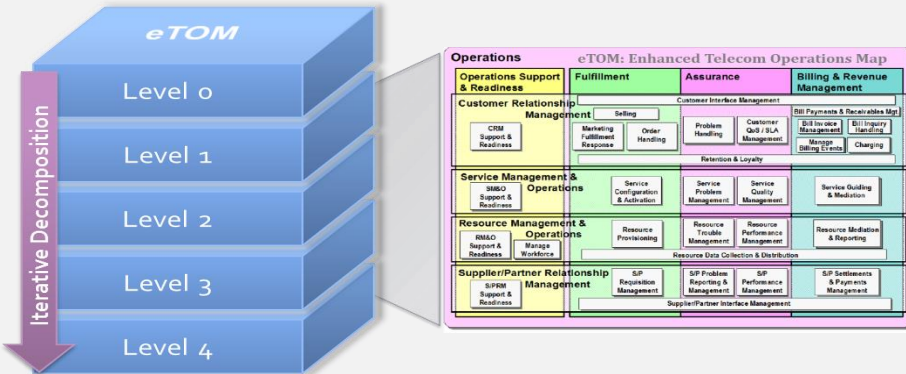 eTOM
Level 0
Level 1
Level 2
Level 3
Level 4
Iterative Decomposition
Operations
eTOM: Enhanced Telecom Operations Map
Operations Support
& Readiness
Fulfillment
Assurance
Billing & Revenue
Management
Customer Relationship
Management
Customer Interface Management
Selling
Bill Payments & Receivables Mgt.
CRM
Support &
Readiness
Marketing
Fulfillment
Response
Order
Handling
Problem
Handling
Customer
QoS / SLA
Management
Bill Invoice
Management
Bill Inquiry
Handling
Manage
Billing Events
Charging
Retention & Loyalty
Service Management &
Operations
SM&O
Support &
Readiness
Service
Configuration
& Activation
Service
Problem
Management
Service
Quality
Management
Service Guiding
& Mediation
Resource Management &
Operations
RM&O
Support &
Readiness
Manage
Workforce
Resource
Provisioning
Resource
Trouble
Management
Resource
Performance
Management
Resource Mediation
& Reporting
Resource Data Collection & Distribution
Supplier/Partner Relationship
Management
S/PRM
Support &
Readiness
S/P
Requisition
Management
S/P Problem
Reporting &
Management
S/P
Performance
Management
S/P Settlements
& Payments
Management
Supplier/Partner Interface Management